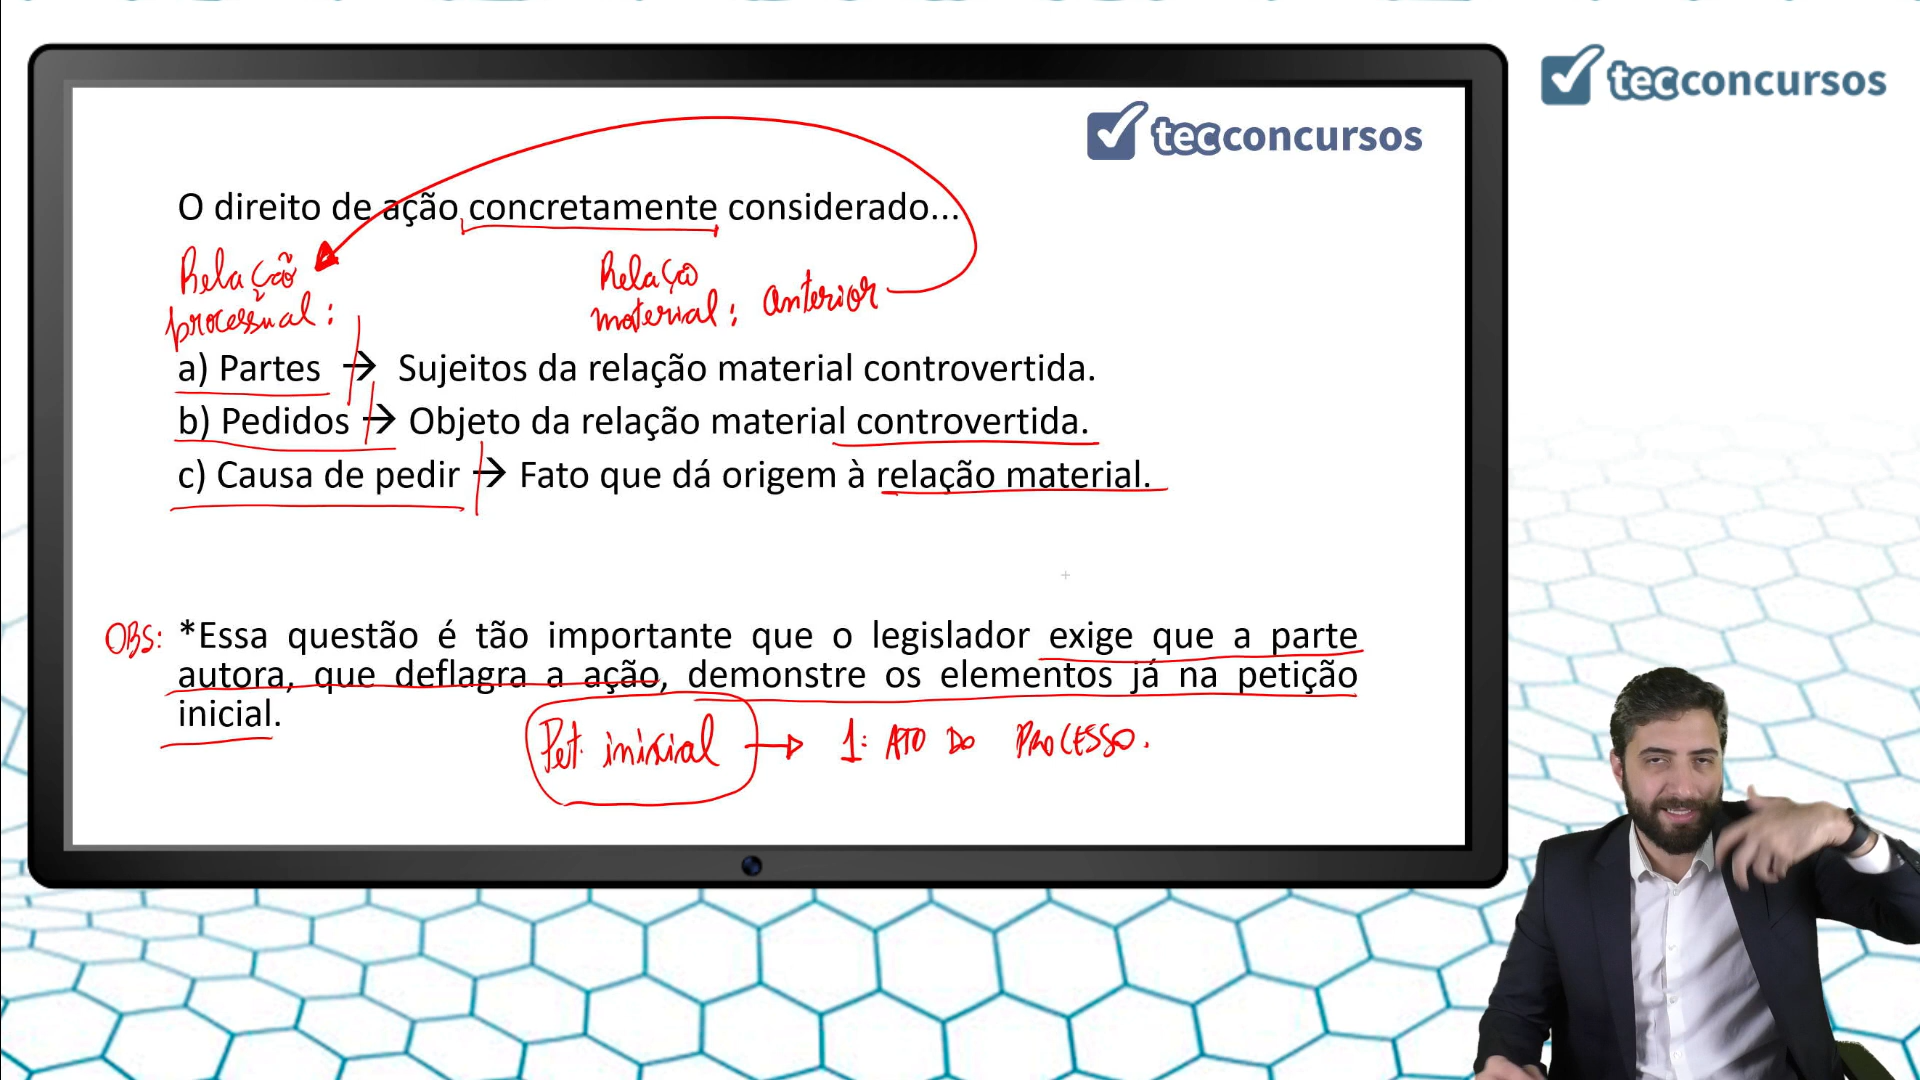 tecconcursos
tecconcursos
O direito de ação concretamente considerado...
Relação
processual:
Relação
material: anterior
a) Partes → Sujeitos da relação material controvertida.
b) Pedidos → Objeto da relação material controvertida.
c) Causa de pedir → Fato que dá origem à relação material.
OBS: *Essa questão é tão importante que o legislador exige que a parte
autora, que deflagra a ação, demonstre os elementos já na petição
inicial.
Pet. inicial → 1º ATO DO PROCESSO.